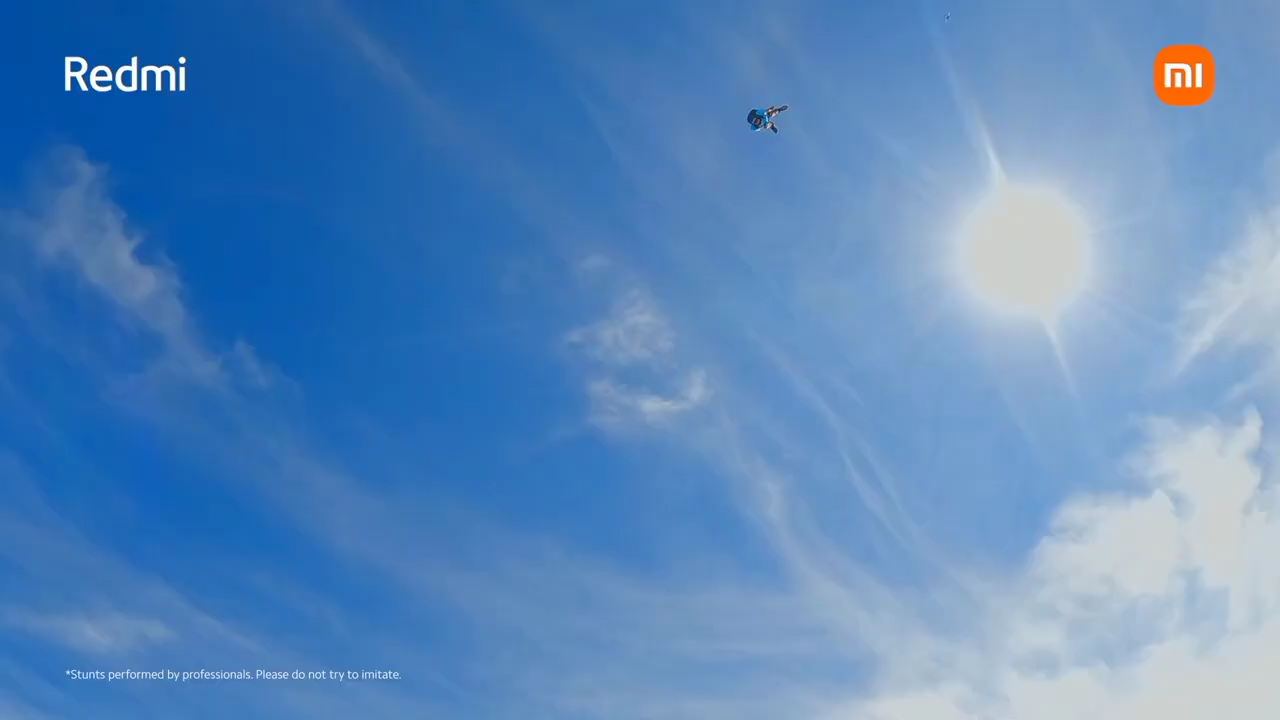 Redmi
mi
*Stunts performed by professionals. Please do not try to imitate.